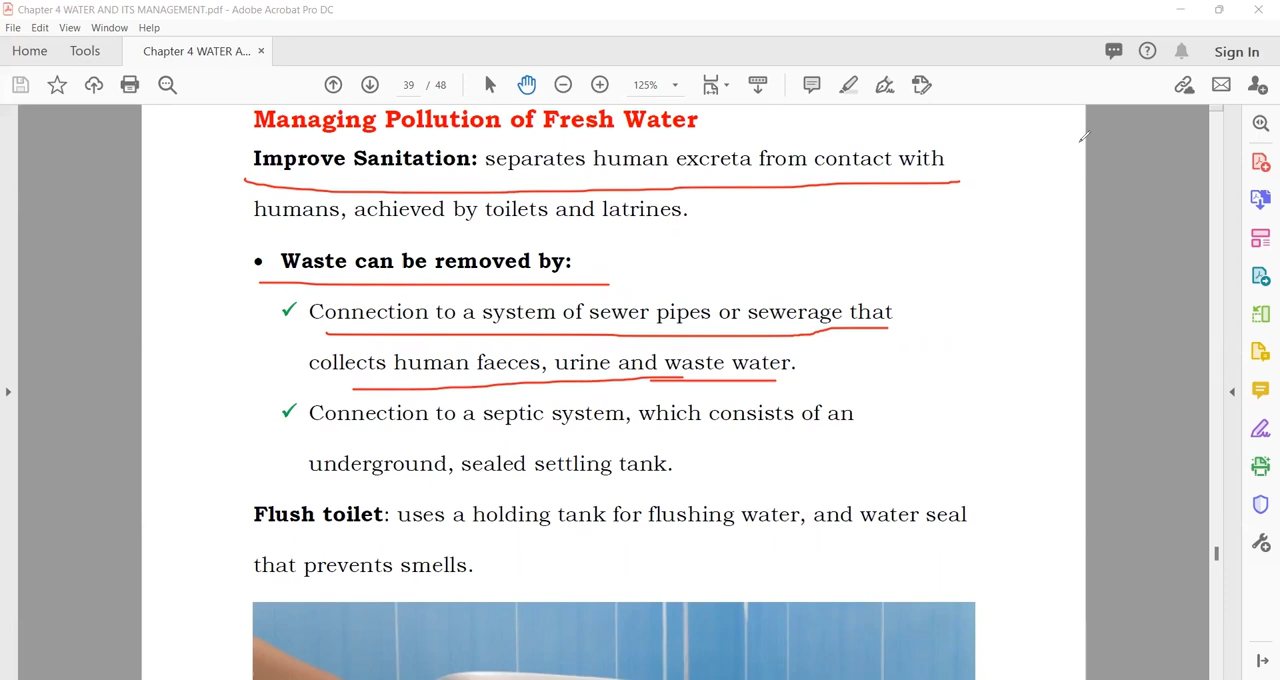 Chapter 4 WATER AND ITS MANAGEMENT.pdf - Adobe Acrobat Pro DC
File Edit View Window Help
Home Tools Chapter 4 WATER A... × Sign In
39 / 48 125%
Managing Pollution of Fresh Water
Improve Sanitation: separates human excreta from contact with
humans, achieved by toilets and latrines.
• Waste can be removed by:
✓ Connection to a system of sewer pipes or sewerage that
collects human faeces, urine and waste water.
✓ Connection to a septic system, which consists of an
underground, sealed settling tank.
Flush toilet: uses a holding tank for flushing water, and water seal
that prevents smells.